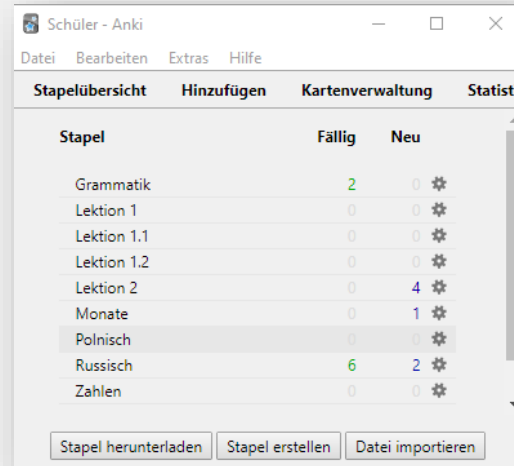 Schüler - Anki
Datei Bearbeiten Extras Hilfe
Stapelübersicht Hinzufügen Kartenverwaltung Statist
Stapel Fällig Neu
Grammatik 2 0
Lektion 1 0 0
Lektion 1.1 0 0
Lektion 1.2 0 0
Lektion 2 0 4
Monate 0 1
Polnisch 0 0
Russisch 6 2
Zahlen 0 0
Stapel herunterladen Stapel erstellen Datei importieren